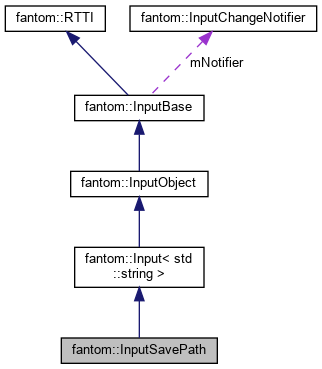 fantom::RTTI
fantom::InputChangeNotifier
mNotifier
fantom::InputBase
fantom::InputObject
fantom::Input< std
::string >
fantom::InputSavePath